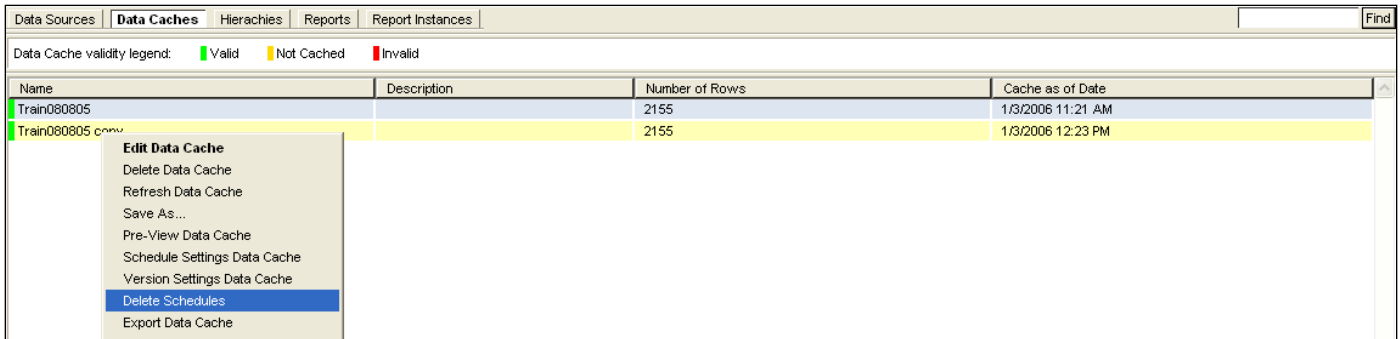 Data Sources Data Caches Hierachies Reports Report Instances Find
Data Cache validity legend: Valid Not Cached Invalid
Name Description Number of Rows Cache as of Date
Train080805 2155 1/3/2006 11:21 AM
Train080805 copy 2155 1/3/2006 12:23 PM
Edit Data Cache
Delete Data Cache
Refresh Data Cache
Save As...
Pre-View Data Cache
Schedule Settings Data Cache
Version Settings Data Cache
Delete Schedules
Export Data Cache